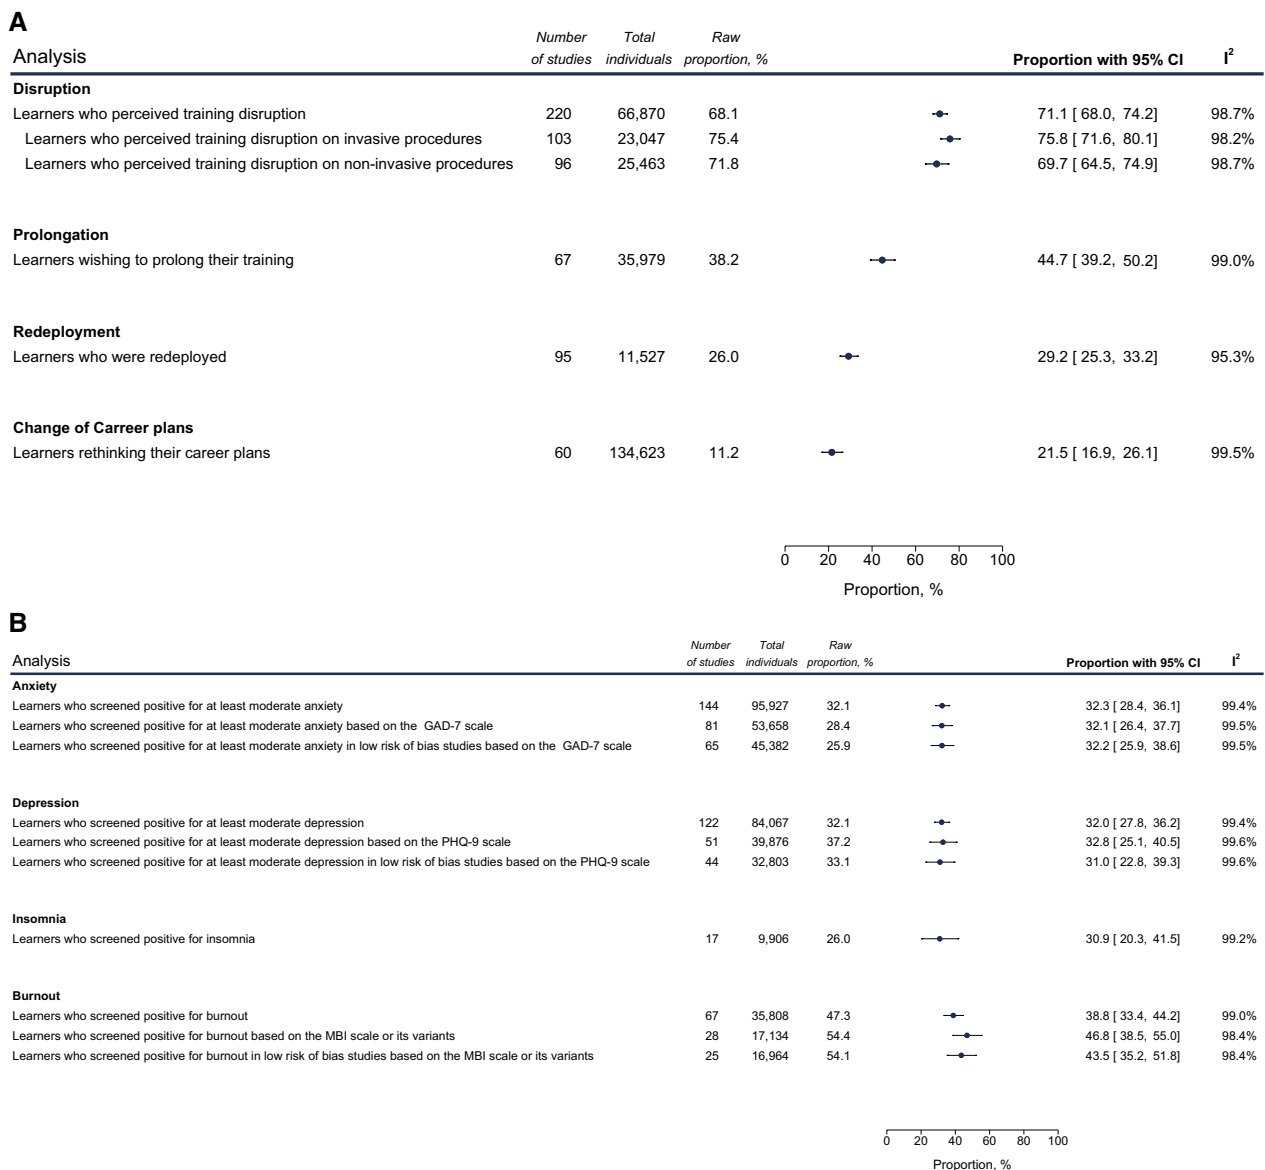 A
Analysis Number of studies Total individuals Raw proportion, % Proportion with 95% CI I2
Disruption
Learners who perceived training disruption 220 66,870 68.1 71.1 [ 68.0, 74.2] 98.7%
Learners who perceived training disruption on invasive procedures 103 23,047 75.4 75.8 [ 71.6, 80.1] 98.2%
Learners who perceived training disruption on non-invasive procedures 96 25,463 71.8 69.7 [ 64.5, 74.9] 98.7%
Prolongation
Learners wishing to prolong their training 67 35,979 38.2 44.7 [ 39.2, 50.2] 99.0%
Redeployment
Learners who were redeployed 95 11,527 26.0 29.2 [ 25.3, 33.2] 95.3%
Change of Carreer plans
Learners rethinking their career plans 60 134,623 11.2 21.5 [ 16.9, 26.1] 99.5%
0 20 40 60 80 100
Proportion, %
B
Analysis Number of studies Total individuals Raw proportion, % Proportion with 95% CI I2
Anxiety
Learners who screened positive for at least moderate anxiety 144 95,927 32.1 32.3 [ 28.4, 36.1] 99.4%
Learners who screened positive for at least moderate anxiety based on the GAD-7 scale 81 53,658 28.4 32.1 [ 26.4, 37.7] 99.5%
Learners who screened positive for at least moderate anxiety in low risk of bias studies based on the GAD-7 scale 65 45,382 25.9 32.2 [ 25.9, 38.6] 99.5%
Depression
Learners who screened positive for at least moderate depression 122 84,067 32.1 32.0 [ 27.8, 36.2] 99.4%
Learners who screened positive for at least moderate depression based on the PHQ-9 scale 51 39,876 37.2 32.8 [ 25.1, 40.5] 99.6%
Learners who screened positive for at least moderate depression in low risk of bias studies based on the PHQ-9 scale 44 32,803 33.1 31.0 [ 22.8, 39.3] 99.6%
Insomnia
Learners who screened positive for insomnia 17 9,906 26.0 30.9 [ 20.3, 41.5] 99.2%
Burnout
Learners who screened positive for burnout 67 35,808 47.3 38.8 [ 33.4, 44.2] 99.0%
Learners who screened positive for burnout based on the MBI scale or its variants 28 17,134 54.4 46.8 [ 38.5, 55.0] 98.4%
Learners who screened positive for burnout in low risk of bias studies based on the MBI scale or its variants 25 16,964 54.1 43.5 [ 35.2, 51.8] 98.4%
0 20 40 60 80 100
Proportion, %